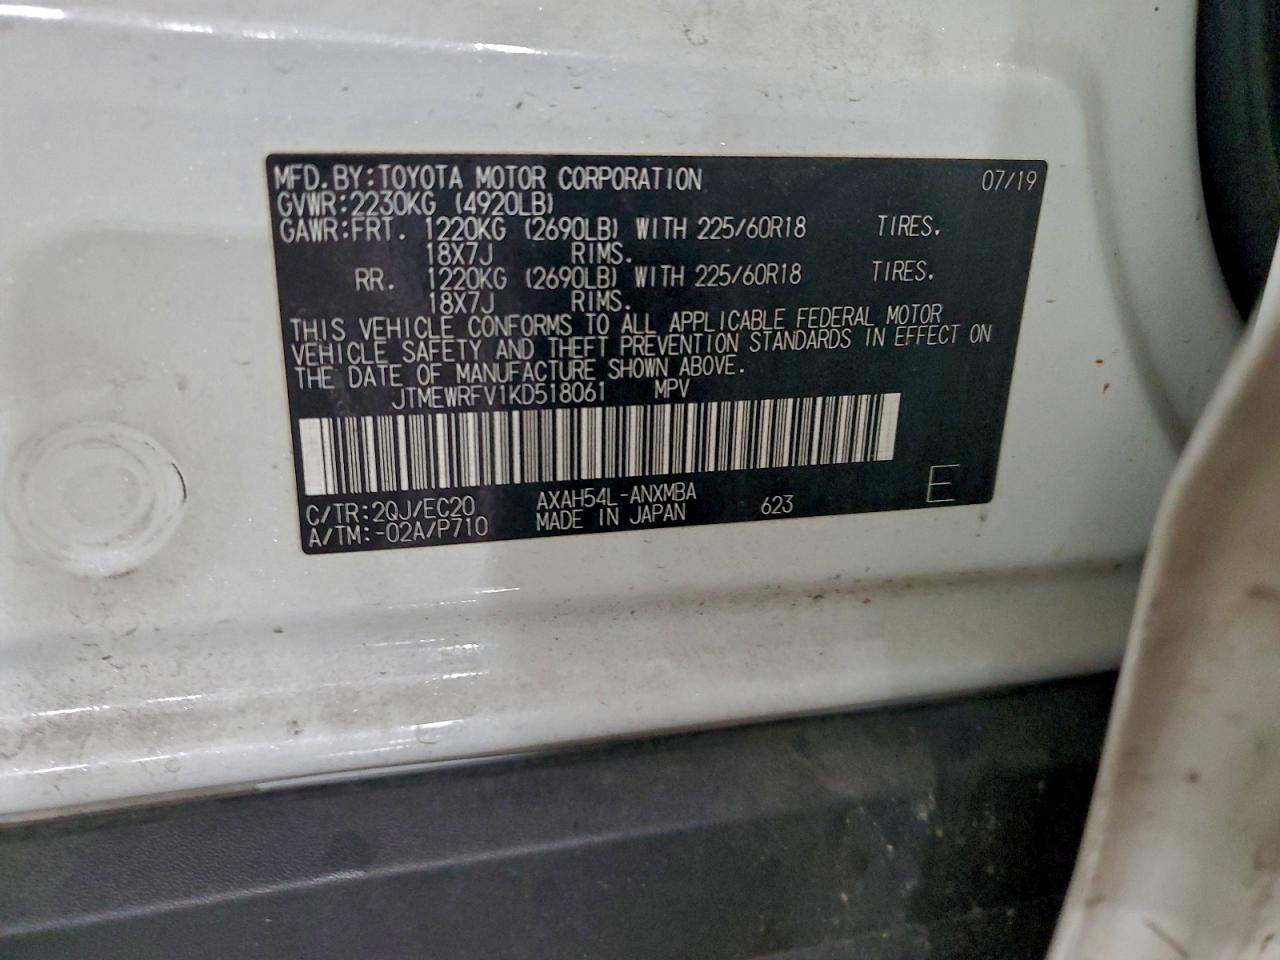 MFD. BY: TOYOTA MOTOR CORPORATION 07/19
GVWR: 2230KG (4920LB)
GAWR: FRT. 1220KG (2690LB) WITH 225/60R18 TIRES.
18X7J RIMS.
RR. 1220KG (2690LB) WITH 225/60R18 TIRES.
18X7J RIMS.
THIS VEHICLE CONFORMS TO ALL APPLICABLE FEDERAL MOTOR
VEHICLE SAFETY AND THEFT PREVENTION STANDARDS IN EFFECT ON
THE DATE OF MANUFACTURE SHOWN ABOVE.
JTMEWRFV1KD518061 MPV
C/TR: 2QJ/EC20 AXAH54L-ANXMBA
A/TM: -02A/P710 MADE IN JAPAN 623 E